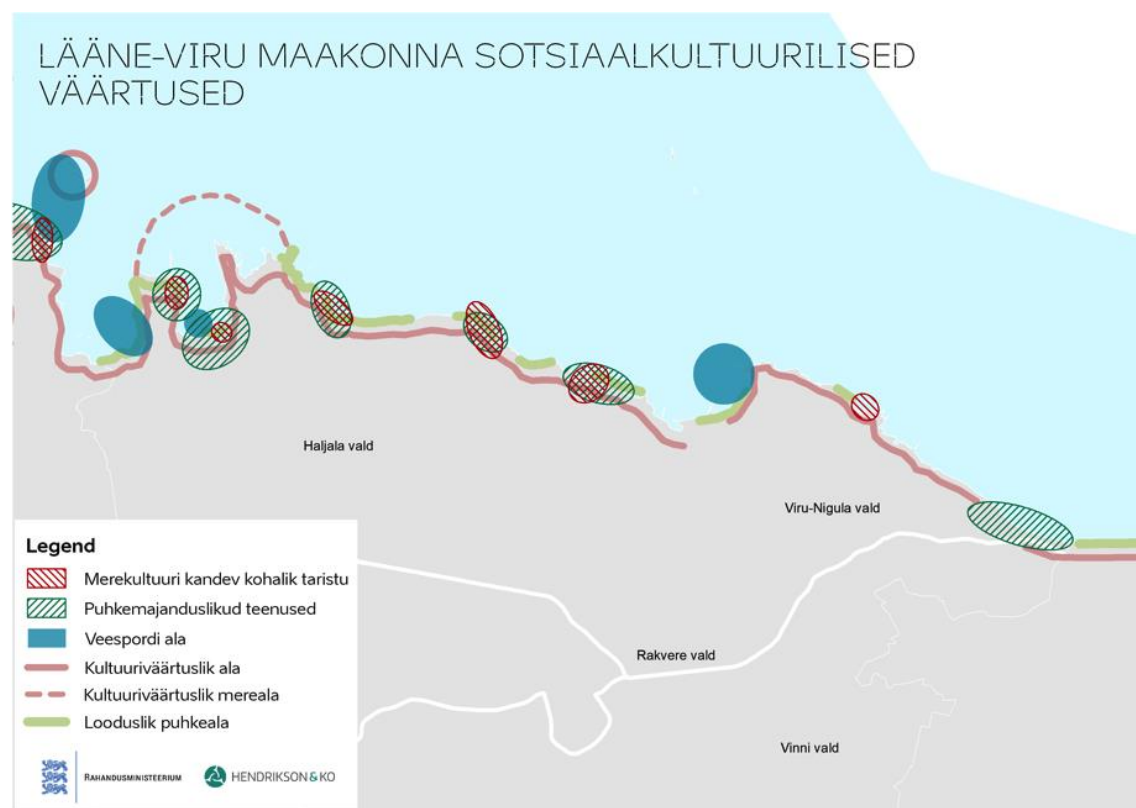 LÄÄNE-VIRU MAAKONNA SOTSIAALKULTUURILISED
VÄÄRTUSED
Haljala vald
Viru-Nigula vald
Rakvere vald
Vinni vald
Legend
Merekultuuri kandev kohalik taristu
Puhkemajanduslikud teenused
Veespordi ala
Kultuuriväärtuslik ala
Kultuuriväärtuslik mereala
Looduslik puhkeala
RAHANDUSMINISTEERIUM
HENDRIKSON & KO